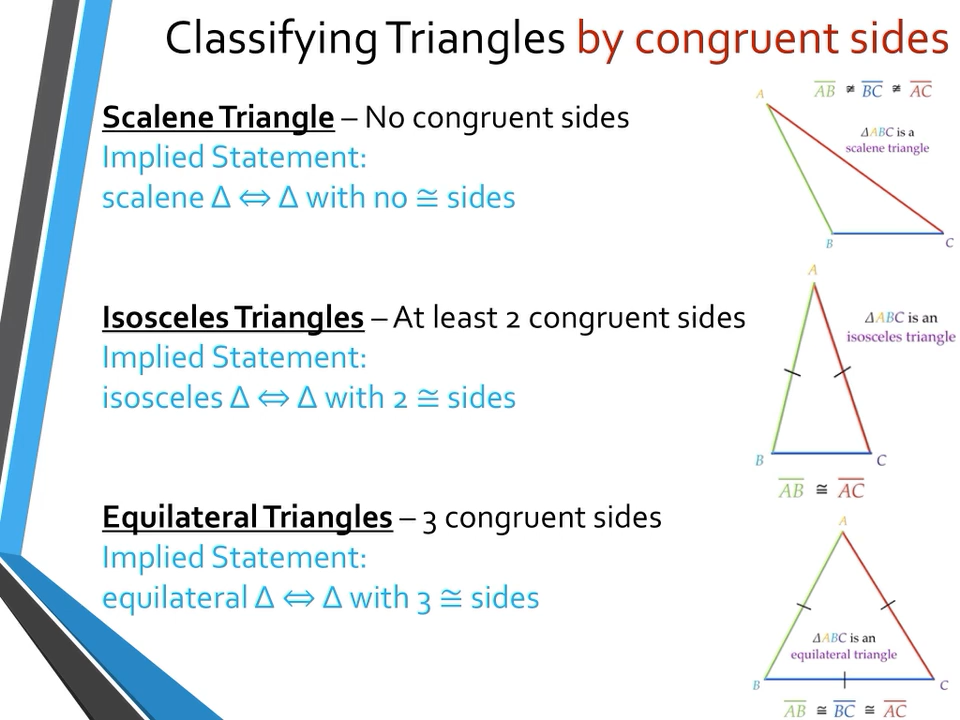 Classifying Triangles by congruent sides
Scalene Triangle – No congruent sides
Implied Statement:
scalene Δ ⇔ Δ with no ≅ sides
A
AB ≇ BC ≇ AC
ΔABC is a
scalene triangle
B
C
Isosceles Triangles – At least 2 congruent sides
Implied Statement:
isosceles Δ ⇔ Δ with 2 ≅ sides
A
ΔABC is an
isosceles triangle
B
C
AB ≅ AC
Equilateral Triangles – 3 congruent sides
Implied Statement:
equilateral Δ ⇔ Δ with 3 ≅ sides
A
ΔABC is an
equilateral triangle
B
C
AB ≅ BC ≅ AC